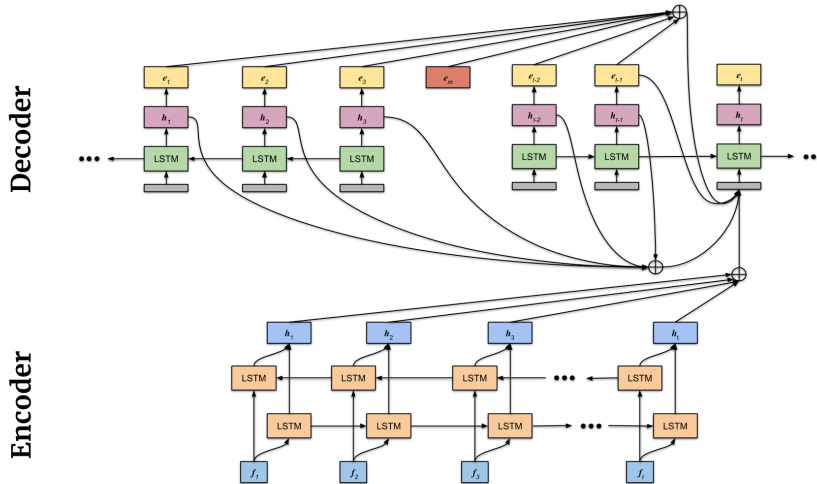 Decoder
e1 e2 e3 em et-2 et-1 et
h1 h2 h3 ht-2 ht-1 ht
••• LSTM LSTM LSTM LSTM LSTM LSTM ••
Encoder
h1 h2 h3 ht
LSTM LSTM LSTM ••• LSTM
LSTM LSTM LSTM ••• LSTM
f1 f2 f3 ft